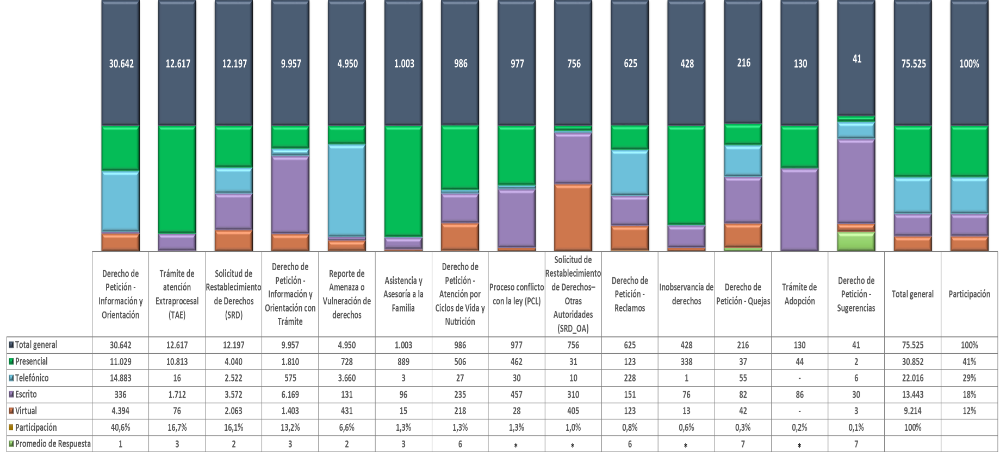 30.642 12.617 12.197 9.957 4.950 1.003 986 977 756 625 428 216 130 41 75.525 100%
Derecho de Petición - Información y Orientación
Trámite de atención Extraprocesal (TAE)
Solicitud de Restablecimiento de Derechos (SRD)
Derecho de Petición - Información y Orientación con Trámite
Reporte de Amenaza o Vulneración de derechos
Asistencia y Asesoría a la Familia
Derecho de Petición - Atención por Ciclos de Vida y Nutrición
Proceso conflicto con la ley (PCL)
Solicitud de Restablecimiento de Derechos– Otras Autoridades (SRD_OA)
Derecho de Petición - Reclamos
Inobservancia de derechos
Derecho de Petición - Quejas
Trámite de Adopción
Derecho de Petición - Sugerencias
Total general
Participación
Total general 30.642 12.617 12.197 9.957 4.950 1.003 986 977 756 625 428 216 130 41 75.525 100%
Presencial 11.029 10.813 4.040 1.810 728 889 506 462 31 123 338 37 44 2 30.852 41%
Telefónico 14.883 16 2.522 575 3.660 3 27 30 10 228 1 55 - 6 22.016 29%
Escrito 336 1.712 3.572 6.169 131 96 235 457 310 151 76 82 86 30 13.443 18%
Virtual 4.394 76 2.063 1.403 431 15 218 28 405 123 13 42 - 3 9.214 12%
Participación 40,6% 16,7% 16,1% 13,2% 6,6% 1,3% 1,3% 1,3% 1,0% 0,8% 0,6% 0,3% 0,2% 0,1% 100%
Promedio de Respuesta 1 3 2 3 2 3 6 * * 6 * 7 * 7